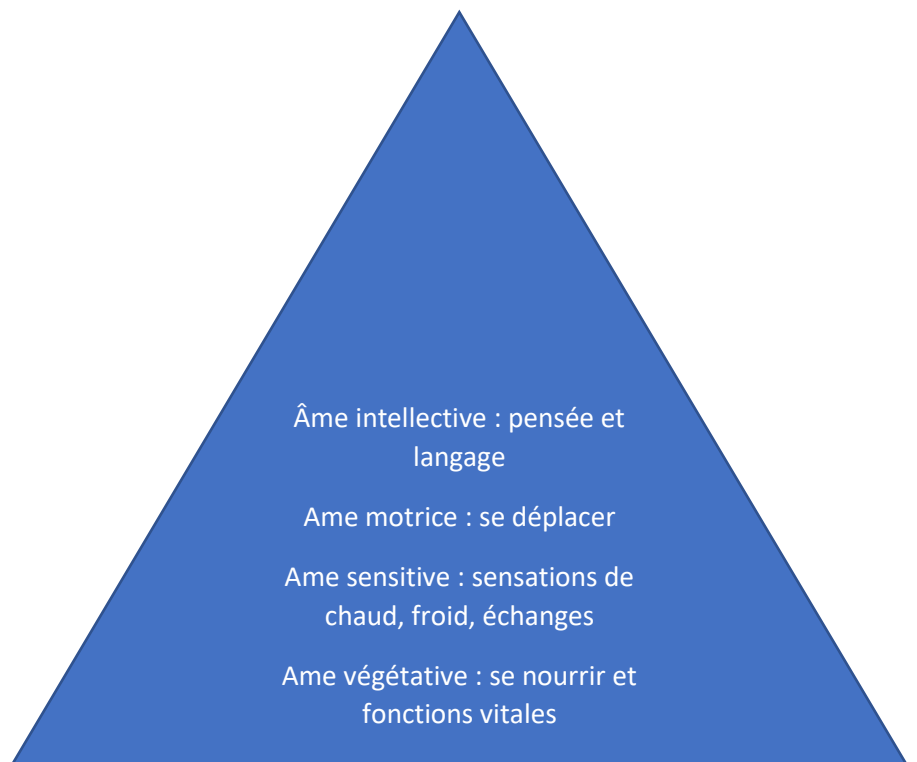 Âme intellective : pensée et
langage
Ame motrice : se déplacer
Ame sensitive : sensations de
chaud, froid, échanges
Ame végétative : se nourrir et
fonctions vitales